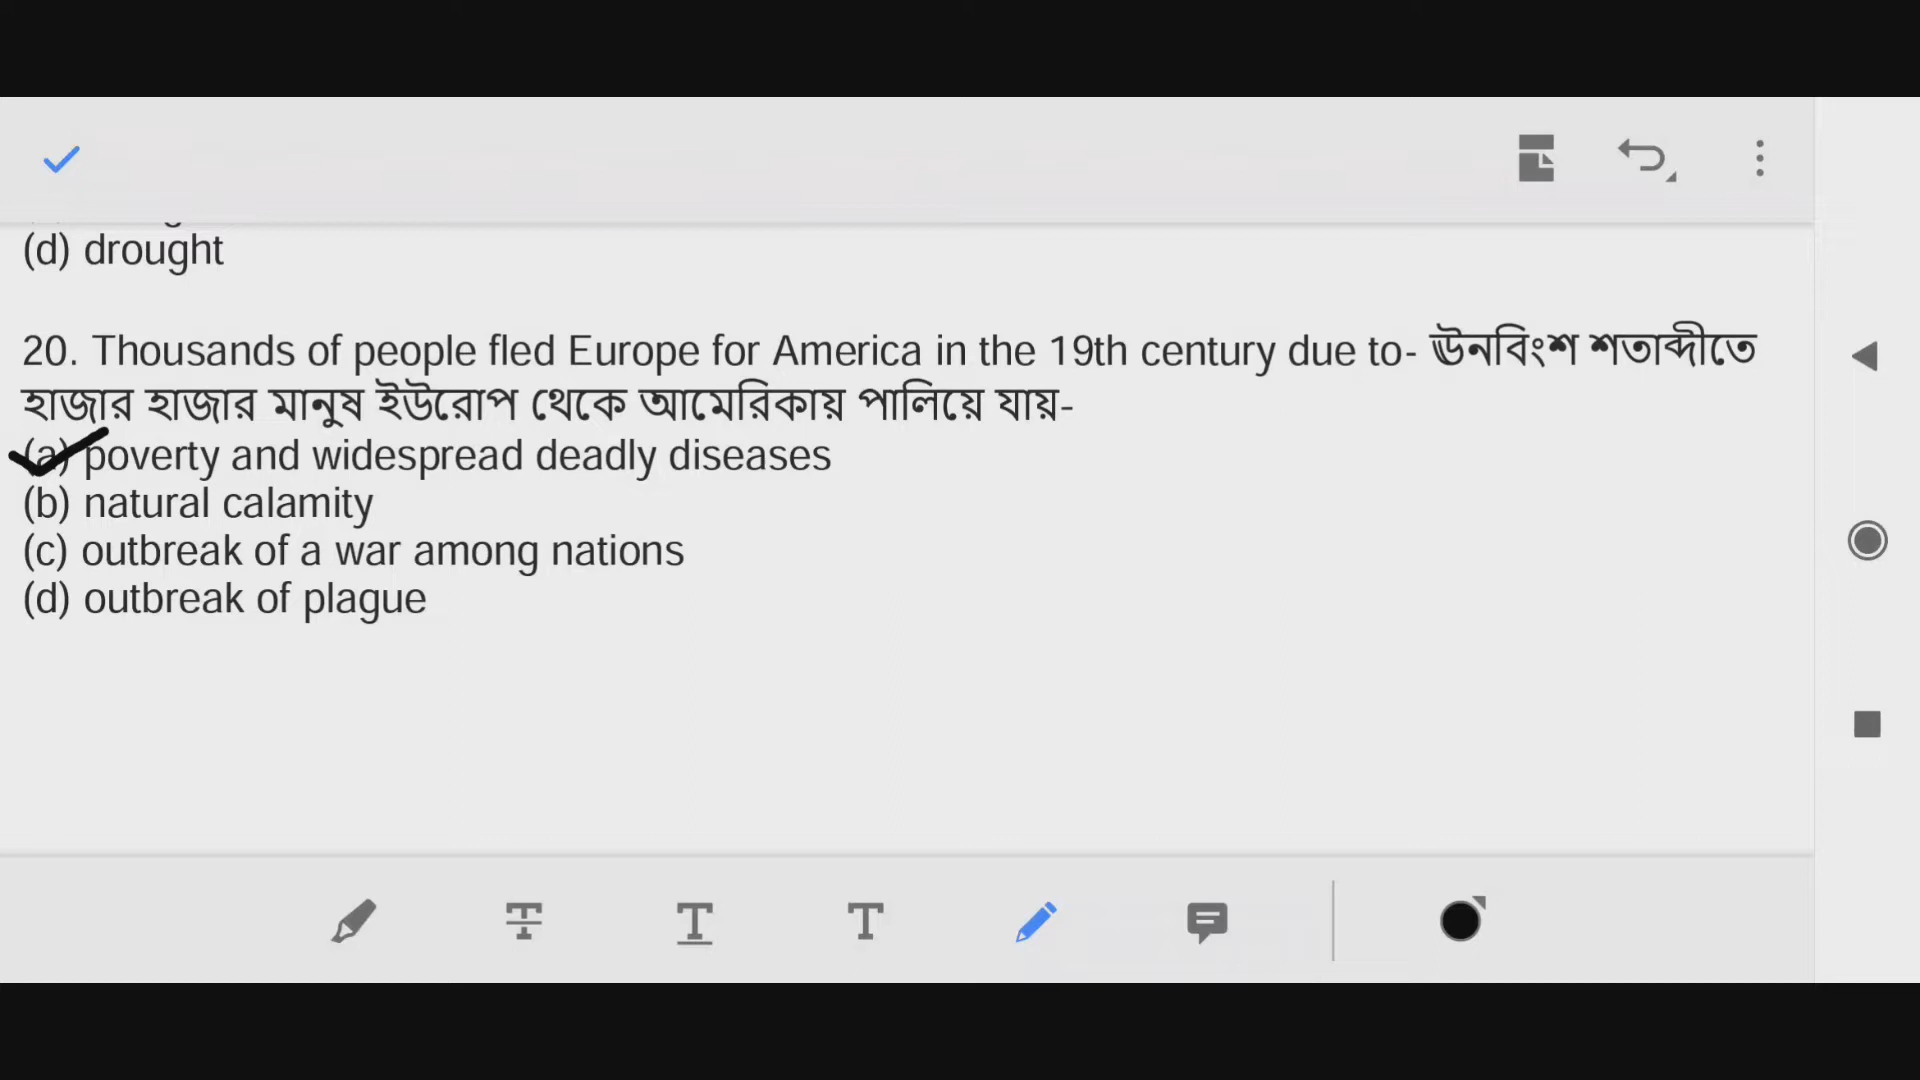 (d) drought
20. Thousands of people fled Europe for America in the 19th century due to- ঊনবিংশ শতাব্দীতে
হাজার হাজার মানুষ ইউরোপ থেকে আমেরিকায় পালিয়ে যায়-
(a) poverty and widespread deadly diseases
(b) natural calamity
(c) outbreak of a war among nations
(d) outbreak of plague